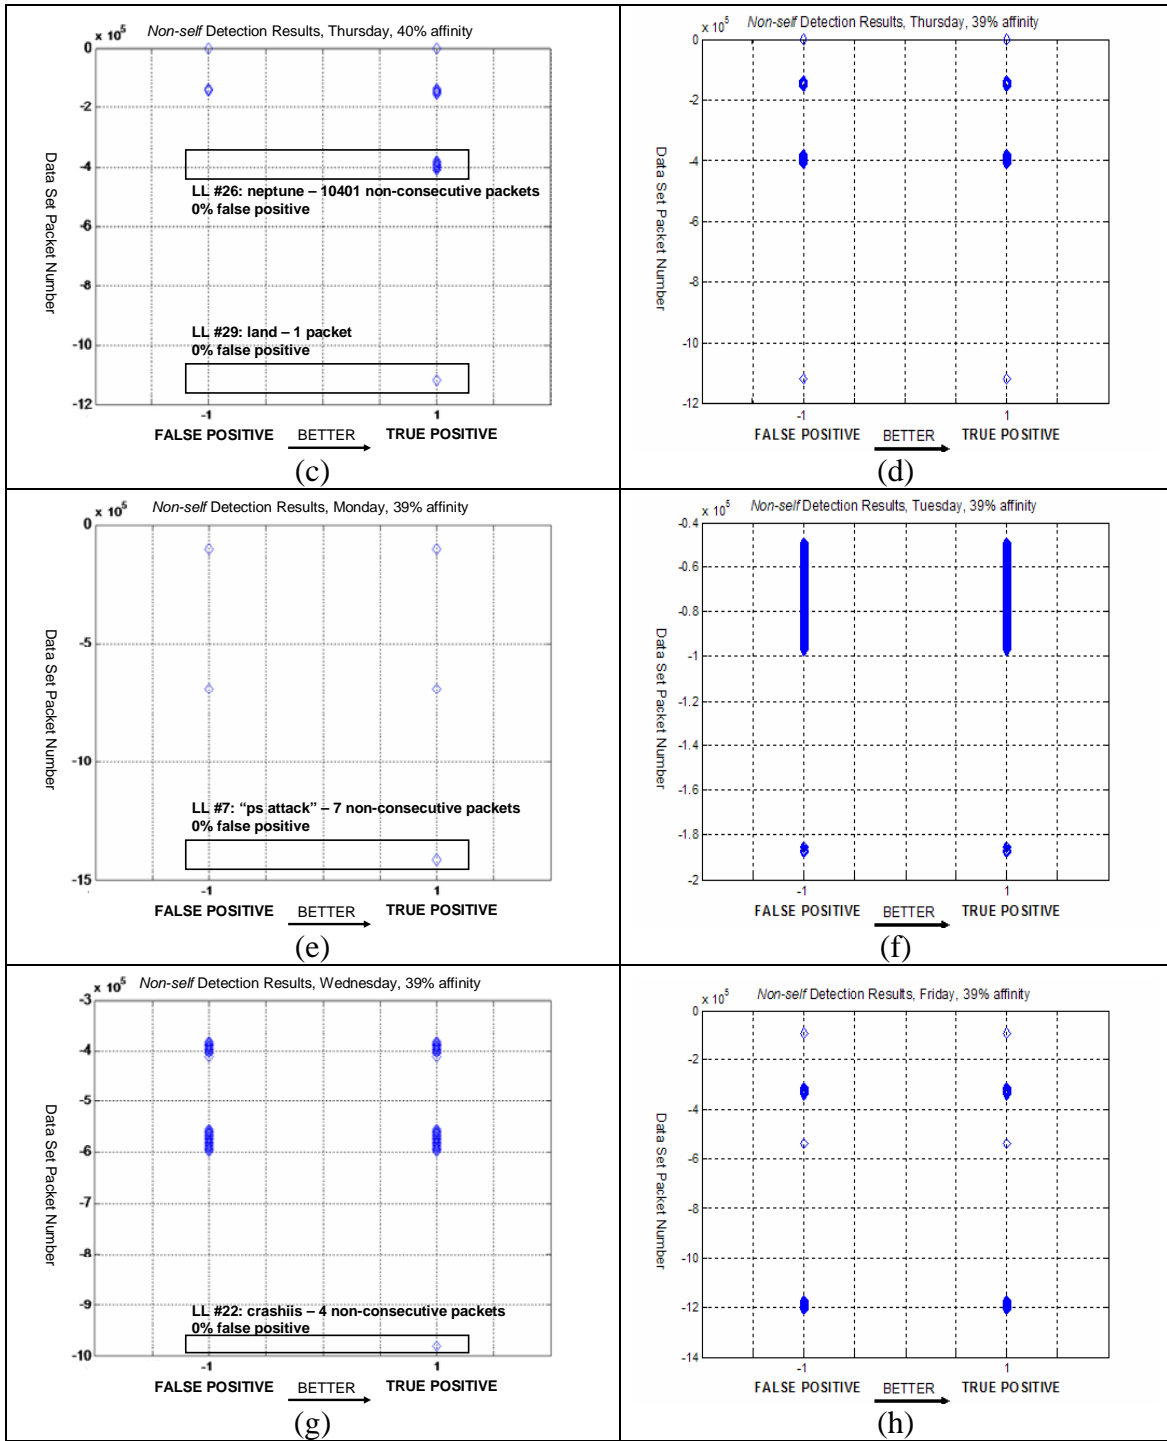 Non-self Detection Results, Thursday, 40% affinity
x 10^5
0
-2
-4
-6
-8
-10
-12
Data Set Packet Number
LL #26: neptune – 10401 non-consecutive packets
0% false positive
LL #29: land – 1 packet
0% false positive
-1
1
FALSE POSITIVE BETTER TRUE POSITIVE
(c)
Non-self Detection Results, Thursday, 39% affinity
x 10^5
0
-2
-4
-6
-8
-10
-12
Data Set Packet Number
-1
1
FALSE POSITIVE BETTER TRUE POSITIVE
(d)
Non-self Detection Results, Monday, 39% affinity
x 10^5
0
-5
-10
-15
Data Set Packet Number
LL #7: “ps attack” – 7 non-consecutive packets
0% false positive
-1
1
FALSE POSITIVE BETTER TRUE POSITIVE
(e)
Non-self Detection Results, Tuesday, 39% affinity
x 10^5
-0.4
-0.6
-0.8
-1
-1.2
-1.4
-1.6
-1.8
-2
Data Set Packet Number
-1
1
FALSE POSITIVE BETTER TRUE POSITIVE
(f)
Non-self Detection Results, Wednesday, 39% affinity
x 10^5
-3
-4
-5
-6
-7
-8
-9
-10
Data Set Packet Number
LL #22: crashiis – 4 non-consecutive packets
0% false positive
-1
1
FALSE POSITIVE BETTER TRUE POSITIVE
(g)
Non-self Detection Results, Friday, 39% affinity
x 10^5
0
-2
-4
-6
-8
-10
-12
-14
Data Set Packet Number
-1
1
FALSE POSITIVE BETTER TRUE POSITIVE
(h)